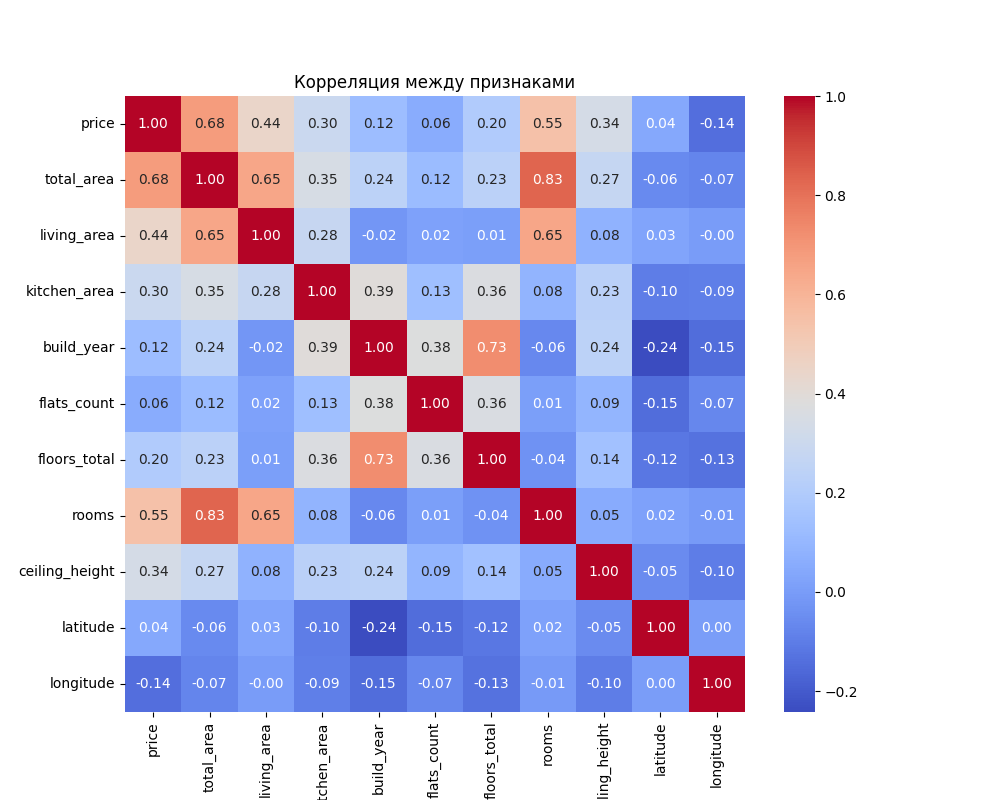 Корреляция между признаками
price 1.00 0.68 0.44 0.30 0.12 0.06 0.20 0.55 0.34 0.04 -0.14
total_area 0.68 1.00 0.65 0.35 0.24 0.12 0.23 0.83 0.27 -0.06 -0.07
living_area 0.44 0.65 1.00 0.28 -0.02 0.02 0.01 0.65 0.08 0.03 -0.00
kitchen_area 0.30 0.35 0.28 1.00 0.39 0.13 0.36 0.08 0.23 -0.10 -0.09
build_year 0.12 0.24 -0.02 0.39 1.00 0.38 0.73 -0.06 0.24 -0.24 -0.15
flats_count 0.06 0.12 0.02 0.13 0.38 1.00 0.36 0.01 0.09 -0.15 -0.07
floors_total 0.20 0.23 0.01 0.36 0.73 0.36 1.00 -0.04 0.14 -0.12 -0.13
rooms 0.55 0.83 0.65 0.08 -0.06 0.01 -0.04 1.00 0.05 0.02 -0.01
ceiling_height 0.34 0.27 0.08 0.23 0.24 0.09 0.14 0.05 1.00 -0.05 -0.10
latitude 0.04 -0.06 0.03 -0.10 -0.24 -0.15 -0.12 0.02 -0.05 1.00 0.00
longitude -0.14 -0.07 -0.00 -0.09 -0.15 -0.07 -0.13 -0.01 -0.10 0.00 1.00
price
total_area
living_area
tchen_area
build_year
flats_count
floors_total
rooms
ling_height
latitude
longitude
1.0
0.8
0.6
0.4
0.2
0.0
−0.2